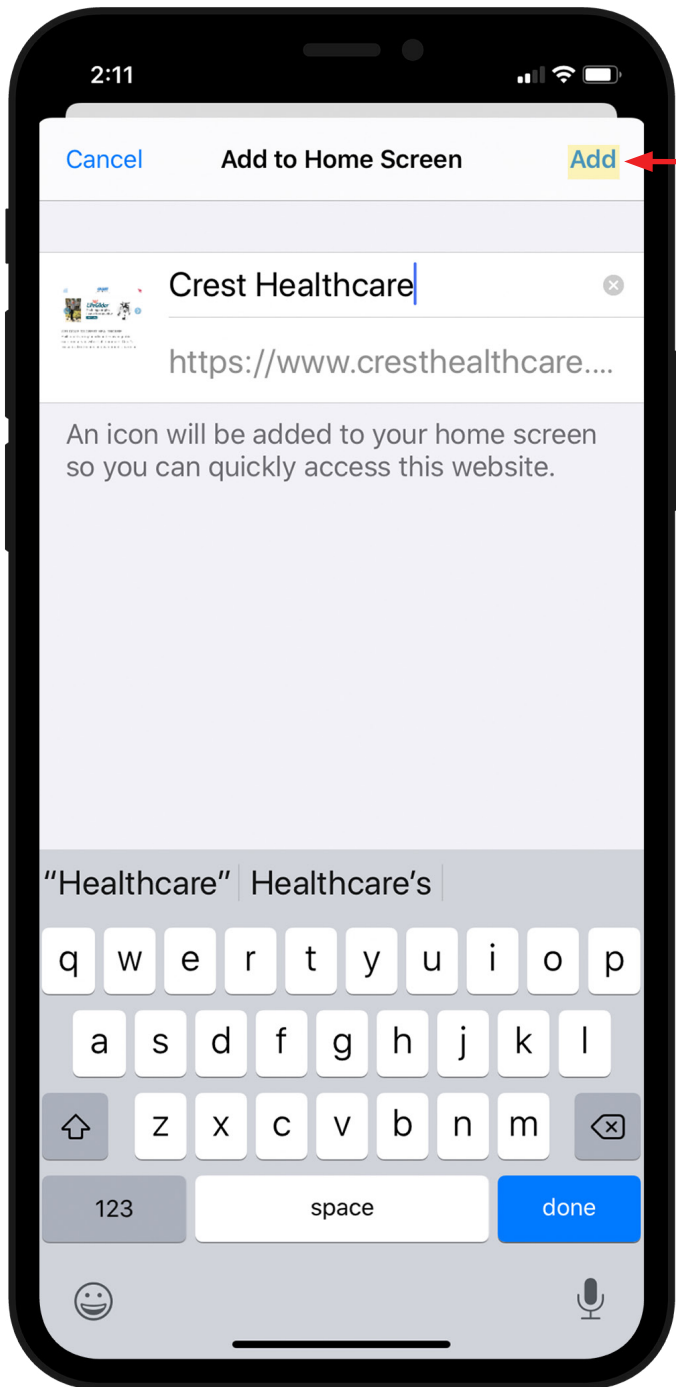 2:11
Cancel Add to Home Screen Add
Crest Healthcare
https://www.cresthealthcare....
An icon will be added to your home screen
so you can quickly access this website.
“Healthcare” Healthcare’s
q w e r t y u i o p
a s d f g h j k l
z x c v b n m
123 space done